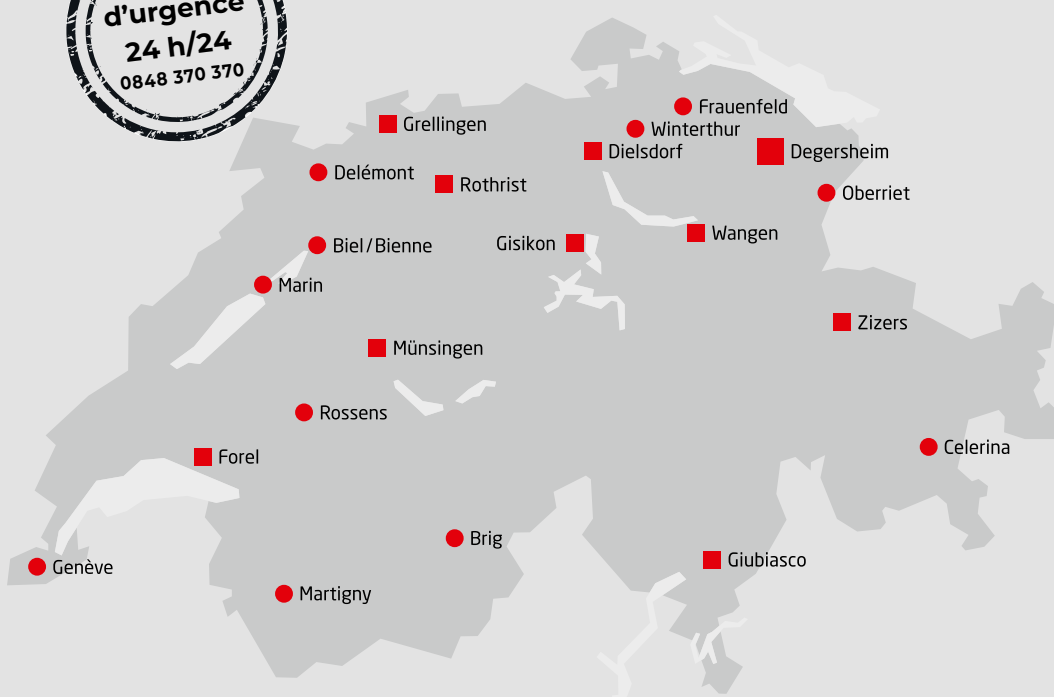 d'urgence
24 h/24
0848 370 370
Frauenfeld
Grellingen
Winterthur
Dielsdorf
Degersheim
Delémont
Rothrist
Oberriet
Wangen
Gisikon
Biel/Bienne
Marin
Zizers
Münsingen
Rossens
Celerina
Forel
Brig
Giubiasco
Genève
Martigny